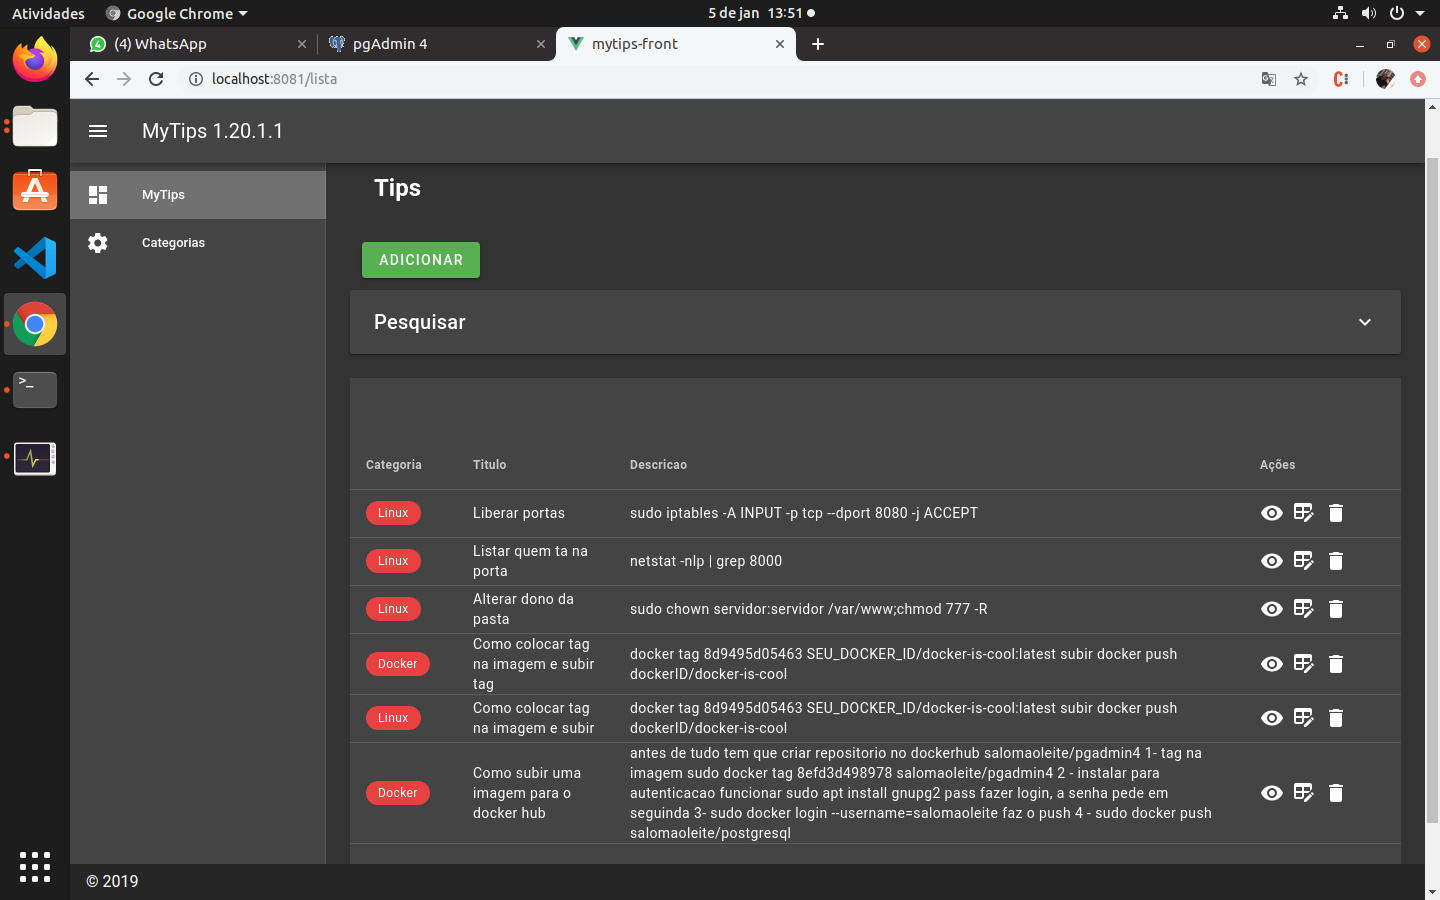 Atividades
Google Chrome
5 de jan 13:51
(4) WhatsApp
pgAdmin 4
mytips-front
localhost:8081/lista
MyTips 1.20.1.1
MyTips
Categorias
Tips
ADICIONAR
Pesquisar
Categoria Titulo Descricao Ações
Linux
Liberar portas
sudo iptables -A INPUT -p tcp --dport 8080 -j ACCEPT
Linux
Listar quem ta na
porta
netstat -nlp | grep 8000
Linux
Alterar dono da
pasta
sudo chown servidor:servidor /var/www;chmod 777 -R
Docker
Como colocar tag
na imagem e subir
tag
docker tag 8d9495d05463 SEU_DOCKER_ID/docker-is-cool:latest subir docker push
dockerID/docker-is-cool
Linux
Como colocar tag
na imagem e subir
docker tag 8d9495d05463 SEU_DOCKER_ID/docker-is-cool:latest subir docker push
dockerID/docker-is-cool
Docker
Como subir uma
imagem para o
docker hub
antes de tudo tem que criar repositorio no dockerhub salomaoleite/pgadmin4 1- tag na
imagem sudo docker tag 8efd3d498978 salomaoleite/pgadmin4 2 - instalar para
autenticacao funcionar sudo apt install gnupg2 pass fazer login, a senha pede em
seguinda 3- sudo docker login --username=salomaoleite faz o push 4 - sudo docker push
salomaoleite/postgresql
© 2019